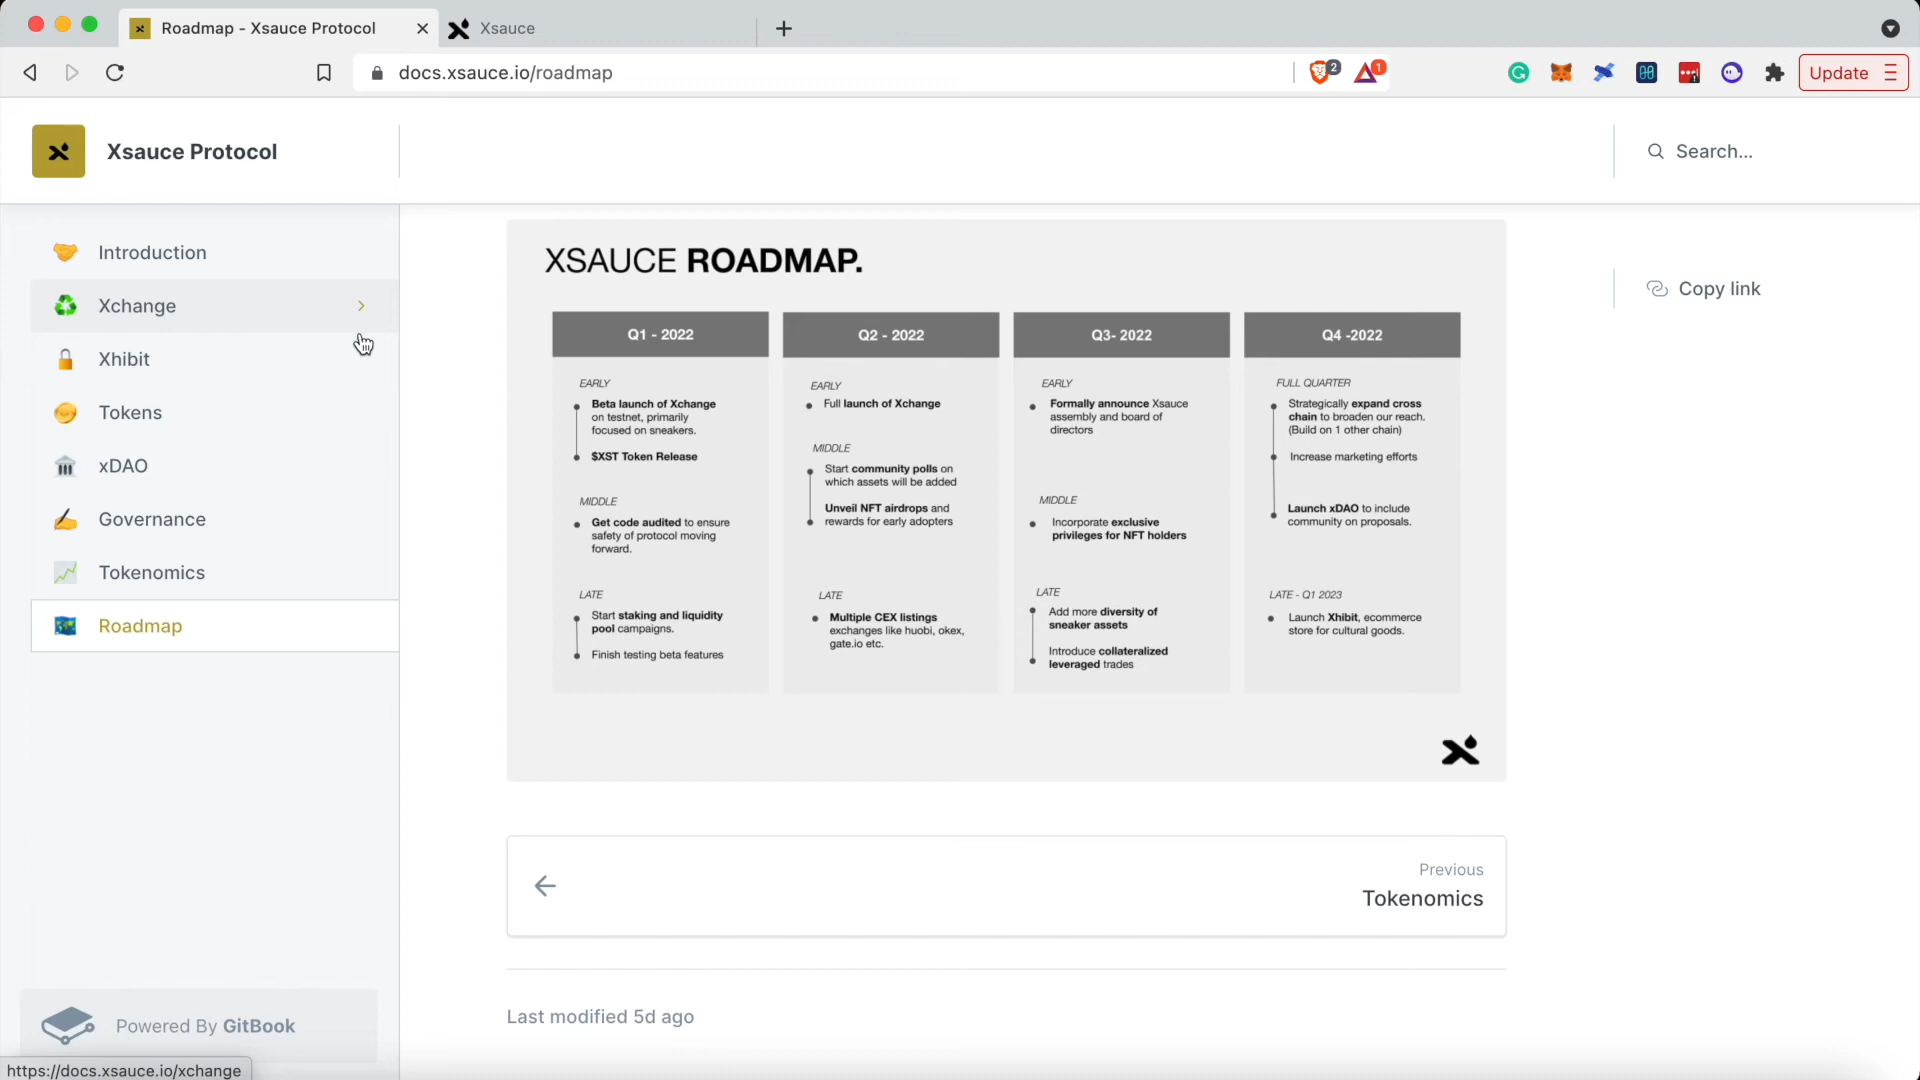 Roadmap - Xsauce Protocol
Xsauce
docs.xsauce.io/roadmap
2
1
Update
Xsauce Protocol
Search...
Introduction
Xchange
Xhibit
Tokens
xDAO
Governance
Tokenomics
Roadmap
Powered By GitBook
https://docs.xsauce.io/xchange
XSAUCE ROADMAP.
Q1 - 2022
EARLY
Beta launch of Xchange
on testnet, primarily
focused on sneakers.
$XST Token Release
MIDDLE
Get code audited to ensure
safety of protocol moving
forward.
LATE
Start staking and liquidity
pool campaigns.
Finish testing beta features
Q2 - 2022
EARLY
Full launch of Xchange
MIDDLE
Start community polls on
which assets will be added
Unveil NFT airdrops and
rewards for early adopters
LATE
Multiple CEX listings
exchanges like huobi, okex,
gate.io etc.
Q3- 2022
EARLY
Formally announce Xsauce
assembly and board of
directors
MIDDLE
Incorporate exclusive
privileges for NFT holders
LATE
Add more diversity of
sneaker assets
Introduce collateralized
leveraged trades
Q4 -2022
FULL QUARTER
Strategically expand cross
chain to broaden our reach.
(Build on 1 other chain)
Increase marketing efforts
Launch xDAO to include
community on proposals.
LATE - Q1 2023
Launch Xhibit, ecommerce
store for cultural goods.
Copy link
Previous
Tokenomics
Last modified 5d ago